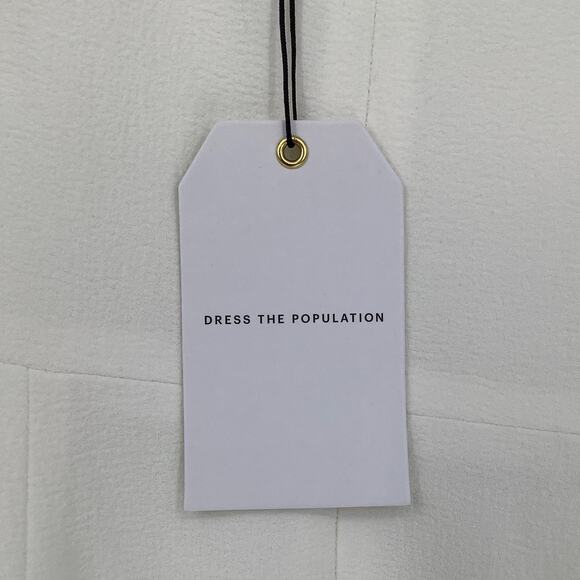 DRESS THE POPULATION